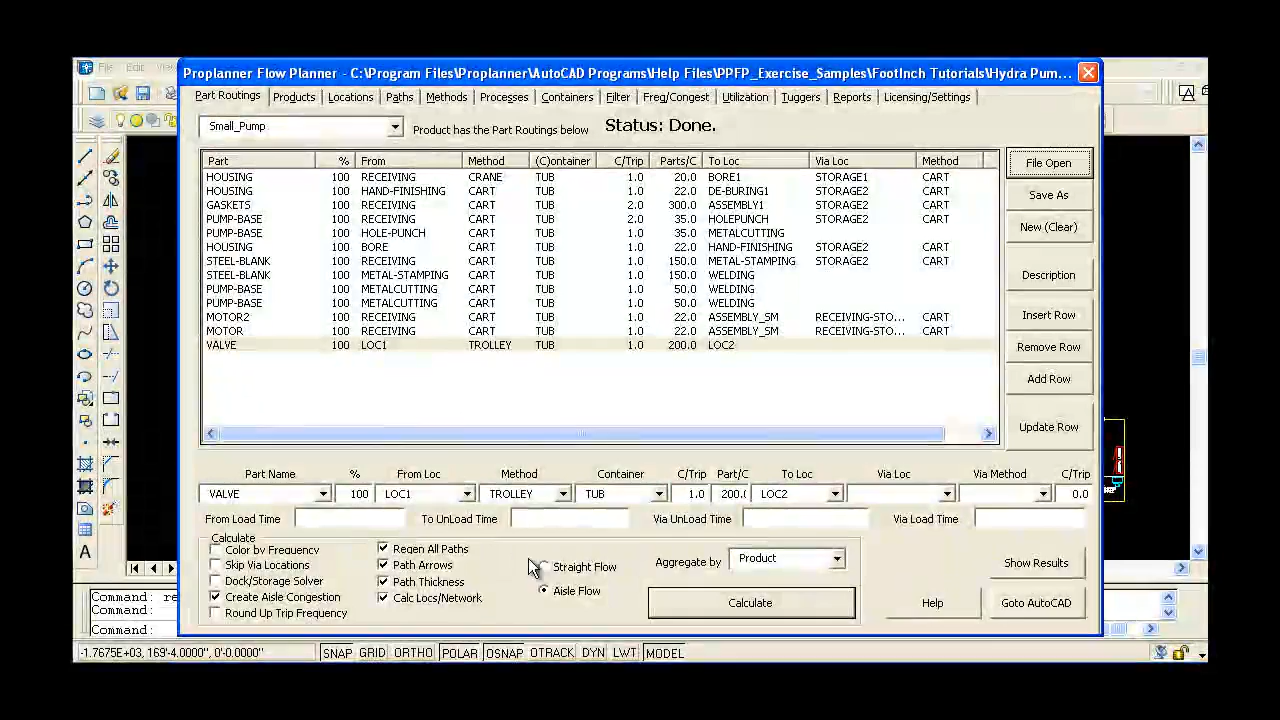 Proplanner Flow Planner - C:\Program Files\Proplanner\AutoCAD Programs\Help Files\PPFP_Exercise_Samples\FootInch Tutorials\Hydra Pum...
File Edit
Part Routings Products Locations Paths Methods Processes Containers Filter Freq/Congest Utilization Tuggers Reports Licensing/Settings
Small_Pump Product has the Part Routings below Status: Done.
Part % From Method (C)ontainer C/Trip Parts/C To Loc Via Loc Method
HOUSING 100 RECEIVING CRANE TUB 1.0 20.0 BORE1 STORAGE1 CART
HOUSING 100 HAND-FINISHING CART TUB 1.0 22.0 DE-BURING1 STORAGE2 CART
GASKETS 100 RECEIVING CART TUB 2.0 300.0 ASSEMBLY1 STORAGE2 CART
PUMP-BASE 100 RECEIVING CART TUB 2.0 35.0 HOLEPUNCH STORAGE2 CART
PUMP-BASE 100 HOLE-PUNCH CART TUB 1.0 35.0 METALCUTTING
HOUSING 100 BORE CART TUB 1.0 22.0 HAND-FINISHING STORAGE2 CART
STEEL-BLANK 100 RECEIVING CART TUB 1.0 150.0 METAL-STAMPING STORAGE2 CART
STEEL-BLANK 100 METAL-STAMPING CART TUB 1.0 150.0 WELDING
PUMP-BASE 100 METALCUTTING CART TUB 1.0 50.0 WELDING
PUMP-BASE 100 METALCUTTING CART TUB 1.0 50.0 WELDING
MOTOR2 100 RECEIVING CART TUB 1.0 22.0 ASSEMBLY_SM RECEIVING-STO... CART
MOTOR 100 RECEIVING CART TUB 1.0 22.0 ASSEMBLY_SM RECEIVING-STO... CART
VALVE 100 LOC1 TROLLEY TUB 1.0 200.0 LOC2
File Open
Save As
New (Clear)
Description
Insert Row
Remove Row
Add Row
Update Row
Part Name % From Loc Method Container C/Trip Part/C To Loc Via Loc Via Method C/Trip
VALVE 100 TROLLEY TUB 1.0 200.( 0.0
From Load Time To UnLoad Time Via UnLoad Time Via Load Time
Calculate
Color by Frequency
Skip Via Locations
Dock/Storage Solver
Create Aisle Congestion
Round Up Trip Frequency
Regen All Paths
Path Arrows
Path Thickness
Calc Locs/Network
Straight Flow
Aisle Flow
Aggregate by Product
Calculate
Show Results
Help Goto AutoCAD
Command: re
Command:
Command:
-1.7675E+03, 169'-4.0000", 0'-0.0000" SNAP GRID ORTHO POLAR OSNAP OTRACK DYN LWT MODEL